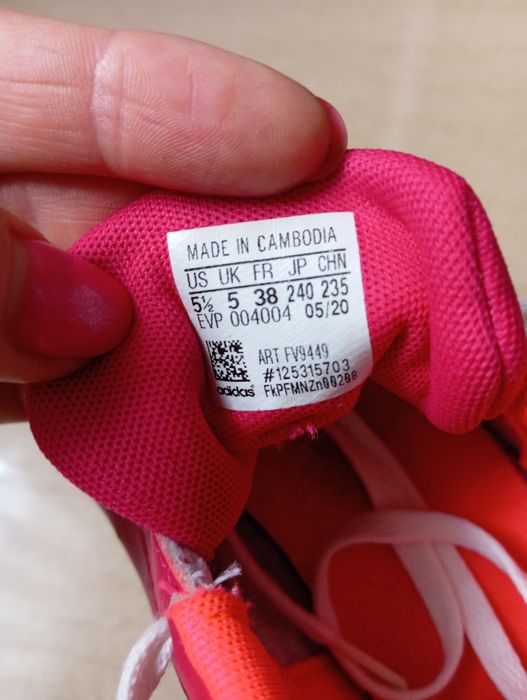 MADE IN CAMBODIA
US UK FR JP CHN
5½ 5 38 240 235
EVP 004004 05/20
ART FV9449
#125315703
adidas FkPFMNZn00208